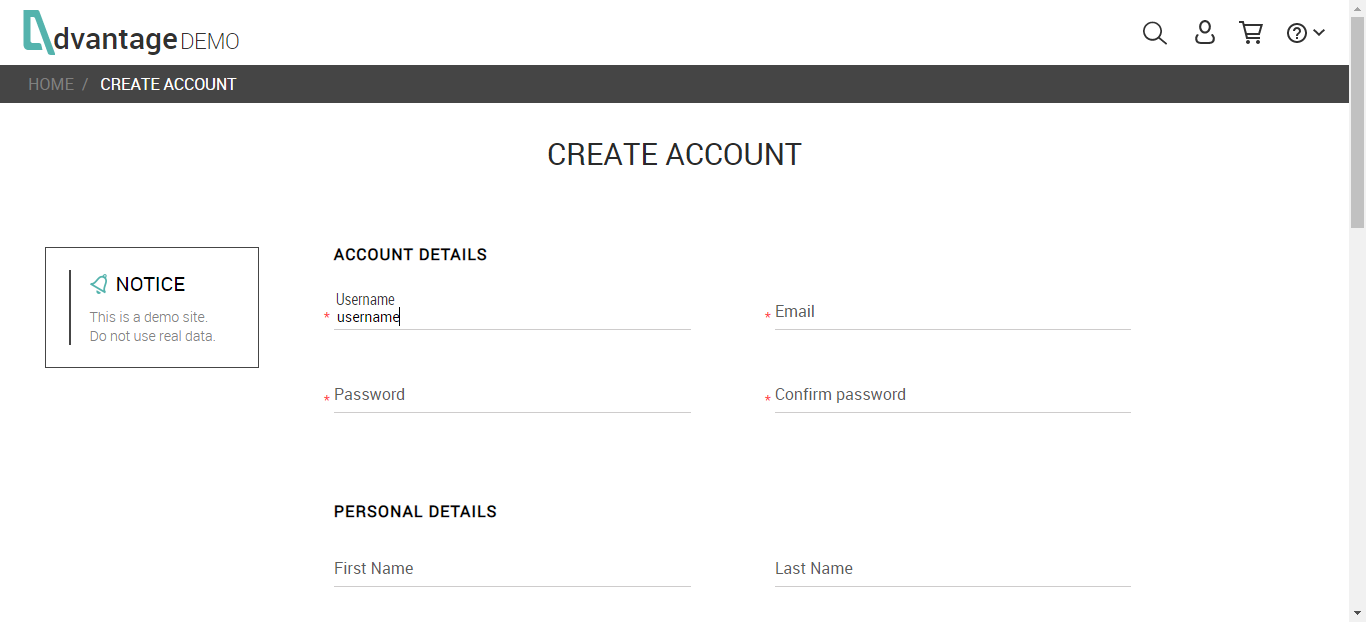 dvantage DEMO
HOME / CREATE ACCOUNT
CREATE ACCOUNT
NOTICE
This is a demo site.
Do not use real data.
ACCOUNT DETAILS
Username
* username
* Email
* Password
* Confirm password
PERSONAL DETAILS
First Name
Last Name